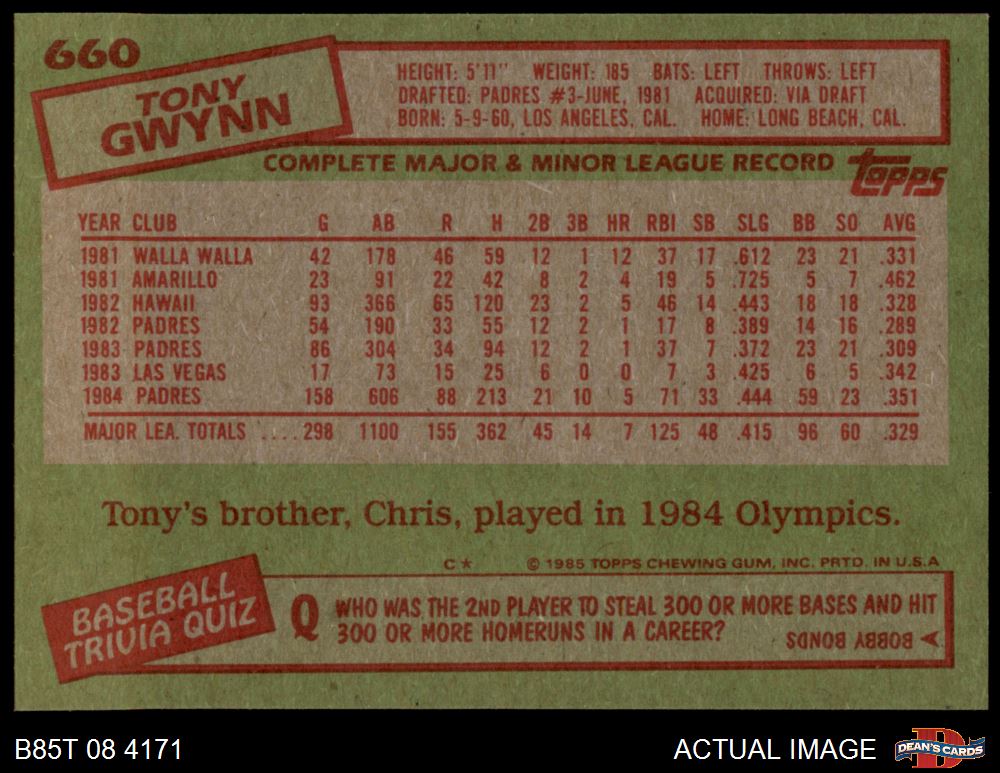 660
TONY
GWYNN
HEIGHT: 5'11" WEIGHT: 185 BATS: LEFT THROWS: LEFT
DRAFTED: PADRES #3-JUNE, 1981 ACQUIRED: VIA DRAFT
BORN: 5-9-60, LOS ANGELES, CAL. HOME: LONG BEACH, CAL.
COMPLETE MAJOR & MINOR LEAGUE RECORD
TOPPS
YEAR CLUB G AB R H 2B 3B HR RBI SB SLG BB SO AVG
1981 WALLA WALLA 42 178 46 59 12 1 12 37 17 .612 23 21 .331
1981 AMARILLO 23 91 22 42 8 2 4 19 5 .725 5 7 .462
1982 HAWAII 93 366 65 120 23 2 5 46 14 .443 18 18 .328
1982 PADRES 54 190 33 55 12 2 1 17 8 .389 14 16 .289
1983 PADRES 86 304 34 94 12 2 1 37 7 .372 23 21 .309
1983 LAS VEGAS 17 73 15 25 6 0 0 7 3 .425 6 5 .342
1984 PADRES 158 606 88 213 21 10 5 71 33 .444 59 23 .351
MAJOR LEA. TOTALS ....298 1100 155 362 45 14 7 125 48 .415 96 60 .329
Tony's brother, Chris, played in 1984 Olympics.
C* © 1985 TOPPS CHEWING GUM, INC. PRTD. IN U.S.A
BASEBALL
TRIVIA QUIZ
Q WHO WAS THE 2ND PLAYER TO STEAL 300 OR MORE BASES AND HIT
300 OR MORE HOMERUNS IN A CAREER?
BOBBY BONDS
B85T 08 4171
ACTUAL IMAGE
D
DEAN'S CARDS